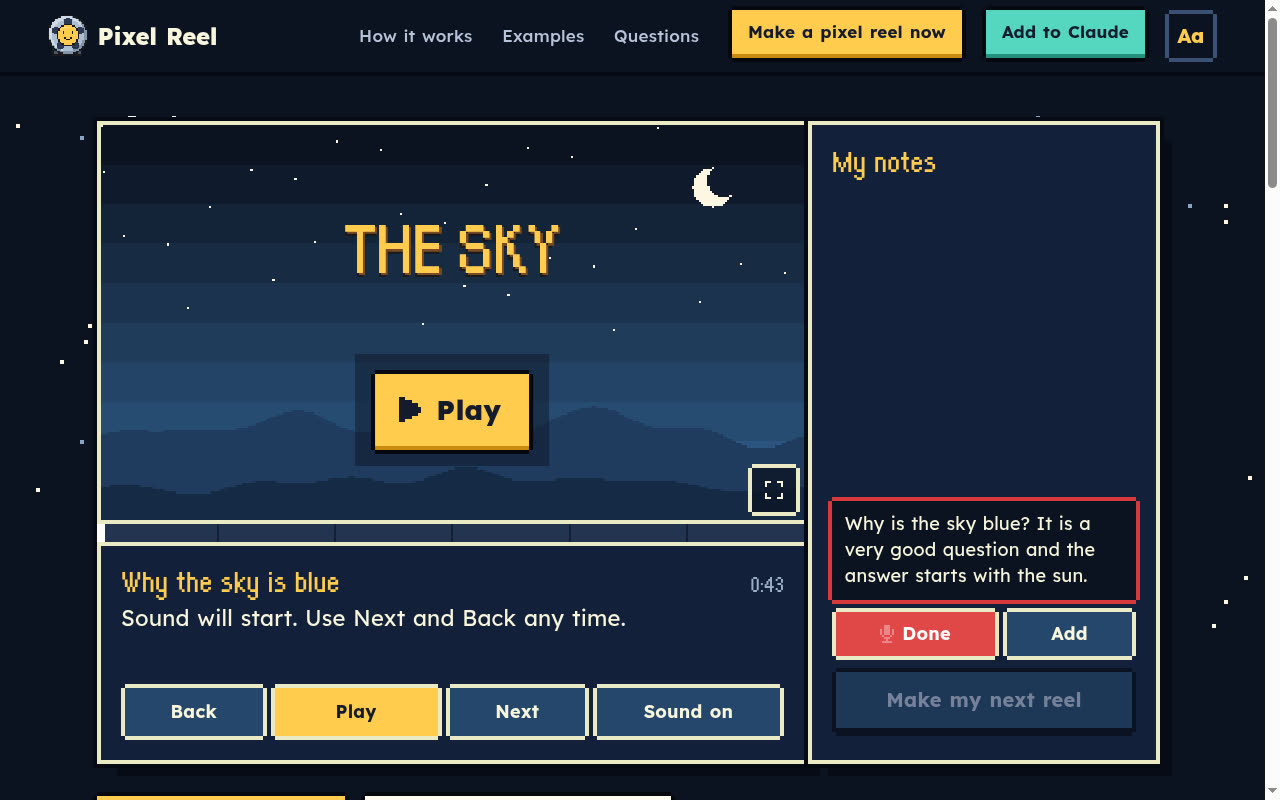 Pixel Reel
How it works
Examples
Questions
Make a pixel reel now
Add to Claude
Aa
THE SKY
Play
My notes
Why is the sky blue? It is a
very good question and the
answer starts with the sun.
Done
Add
Make my next reel
Why the sky is blue
0:43
Sound will start. Use Next and Back any time.
Back
Play
Next
Sound on